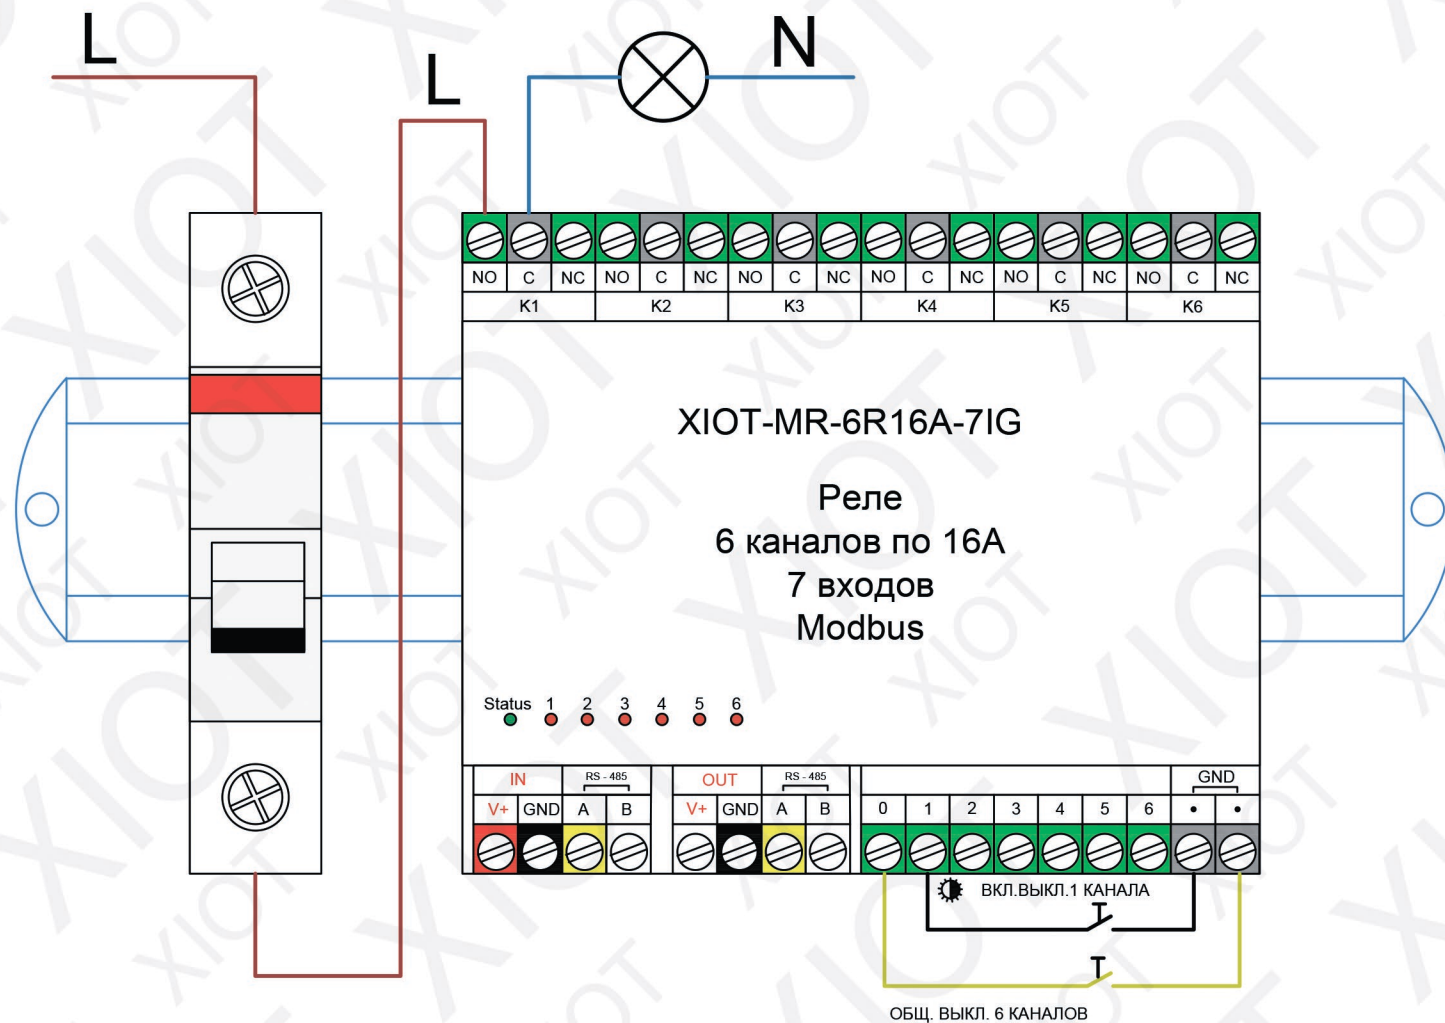 L
L
N
NO C NC NO C NC NO C NC NO C NC NO C NC NO C NC
K1 K2 K3 K4 K5 K6
XIOT-MR-6R16A-7IG
Реле
6 каналов по 16А
7 входов
Modbus
Status 1 2 3 4 5 6
IN RS - 485 OUT RS - 485 GND
V+ GND A B V+ GND A B 0 1 2 3 4 5 6 • •
ВКЛ.ВЫКЛ.1 КАНАЛА
ОБЩ. ВЫКЛ. 6 КАНАЛОВ
XIOT